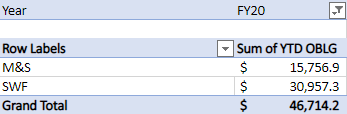 Year FY20
Row Labels Sum of YTD OBLG
M&S $ 15,756.9
SWF $ 30,957.3
Grand Total $ 46,714.2